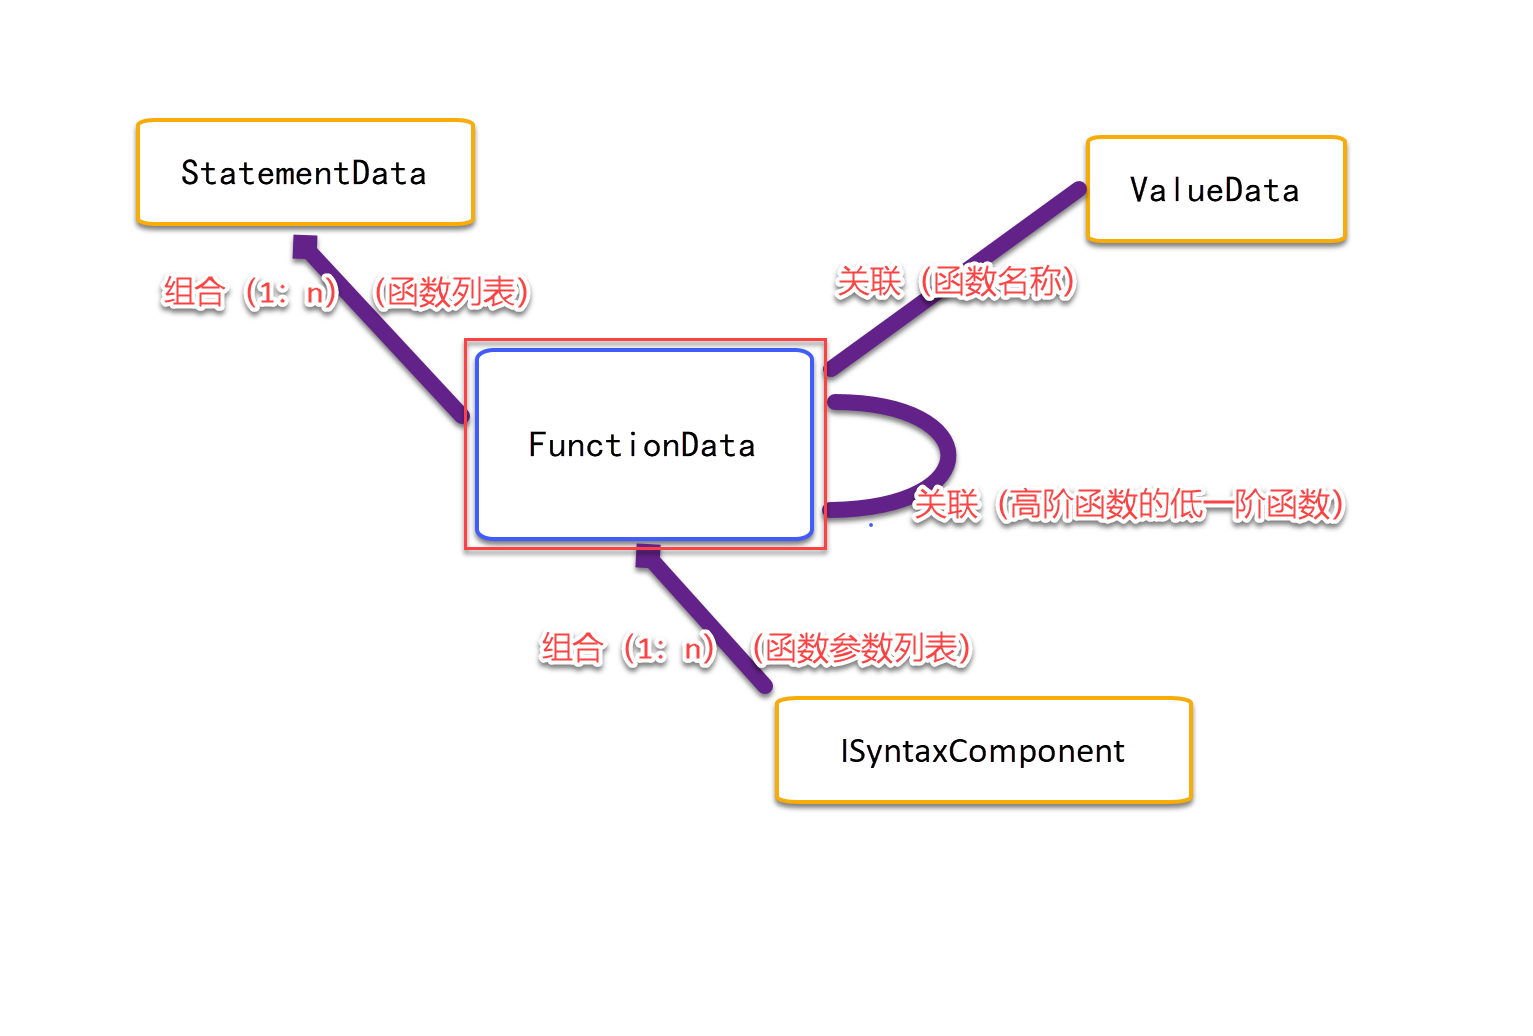 StatementData
ValueData
组合（1：n）（函数列表）
关联（函数名称）
FunctionData
关联（高阶函数的低一阶函数）
组合（1：n）（函数参数列表）
ISyntaxComponent